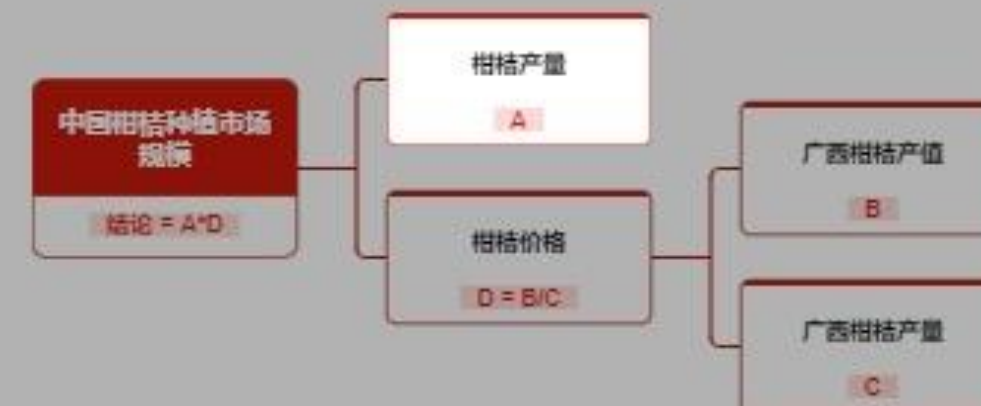 中国柑桔种植市场
规模
结论 = A*D
柑桔产量
A
柑桔价格
D = B/C
广西柑桔产值
B
广西柑桔产量
C